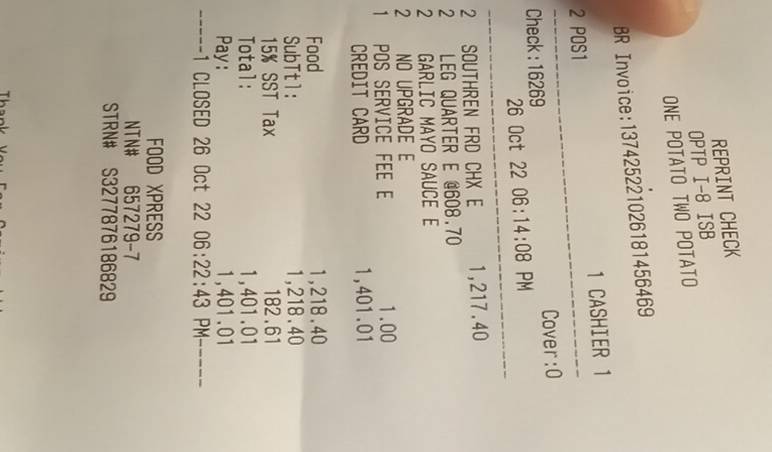 REPRINT CHECK
OPTP I-8 ISB
ONE POTATO TWO POTATO
BR Invoice:137425221026181456469
2 POS1 1 CASHIER 1
Check:16269 Cover:0
26 Oct 22 06:14:08 PM
2 SOUTHREN FRD CHX E 1,217.40
2 LEG QUARTER E @608.70
2 GARLIC MAYO SAUCE E
2 NO UPGRADE E
1 POS SERVICE FEE E 1.00
CREDIT CARD 1,401.01
Food 1,218.40
SubTtl: 1,218.40
15% SST Tax 182.61
Total: 1,401.01
Pay: 1,401.01
-----1 CLOSED 26 Oct 22 06:22:43 PM-----
FOOD XPRESS
NTN# 657279-7
STRN# S3277876186829
Thank You For